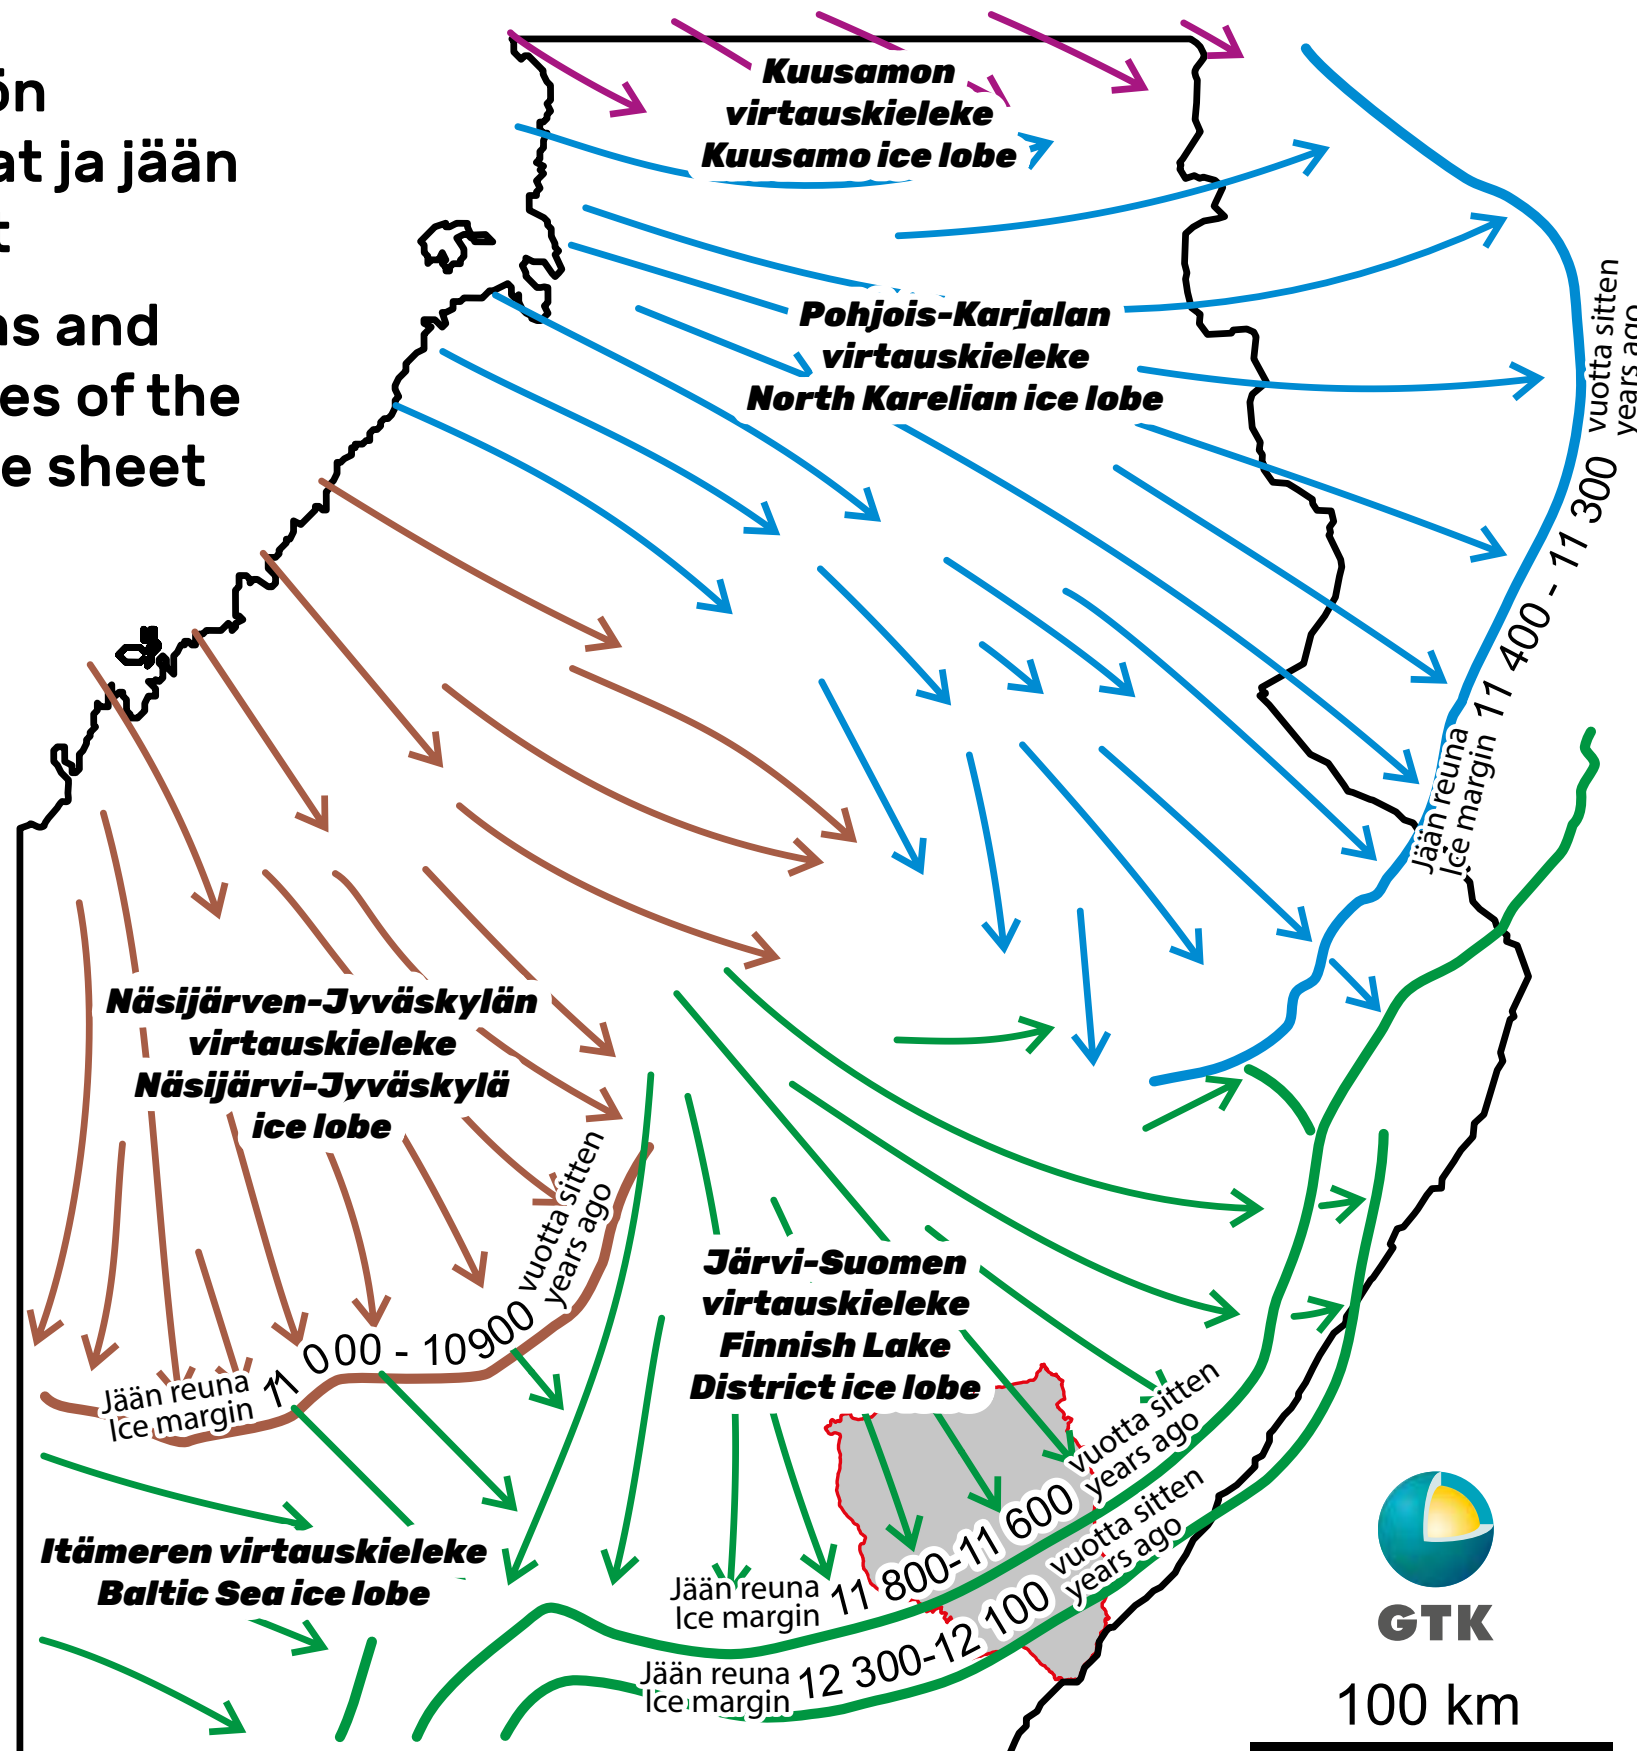 ön
at ja jään
t
ns and
es of the
e sheet
Kuusamon
virtauskieleke
Kuusamo ice lobe
Pohjois-Karjalan
virtauskieleke
North Karelian ice lobe
Jään reuna
Ice margin
11 400 - 11 300
vuotta sitten
years ago
Näsijärven-Jyväskylän
virtauskieleke
Näsijärvi-Jyväskylä
ice lobe
Jään reuna
Ice margin
11 000 - 10900
vuotta sitten
years ago
Järvi-Suomen
virtauskieleke
Finnish Lake
District ice lobe
Itämeren virtauskieleke
Baltic Sea ice lobe
Jään reuna
Ice margin
11 800-11 600
vuotta sitten
years ago
Jään reuna
Ice margin
12 300-12 100
vuotta sitten
years ago
GTK
100 km